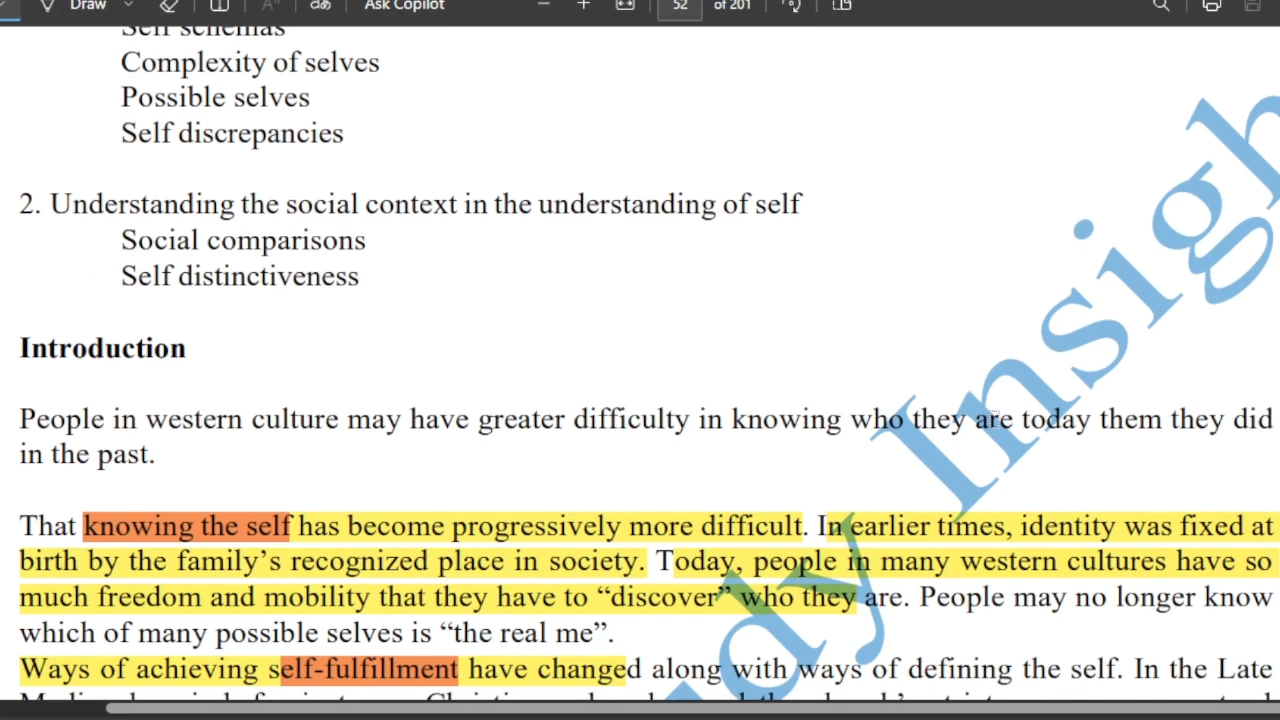 Draw
Ask Copilot
52 of 201
Self schemas
Complexity of selves
Possible selves
Self discrepancies
2. Understanding the social context in the understanding of self
Social comparisons
Self distinctiveness
Introduction
People in western culture may have greater difficulty in knowing who they are today them they did
in the past.
That knowing the self has become progressively more difficult. In earlier times, identity was fixed at
birth by the family’s recognized place in society. Today, people in many western cultures have so
much freedom and mobility that they have to “discover” who they are. People may no longer know
which of many possible selves is “the real me”.
Ways of achieving self-fulfillment have changed along with ways of defining the self. In the Late